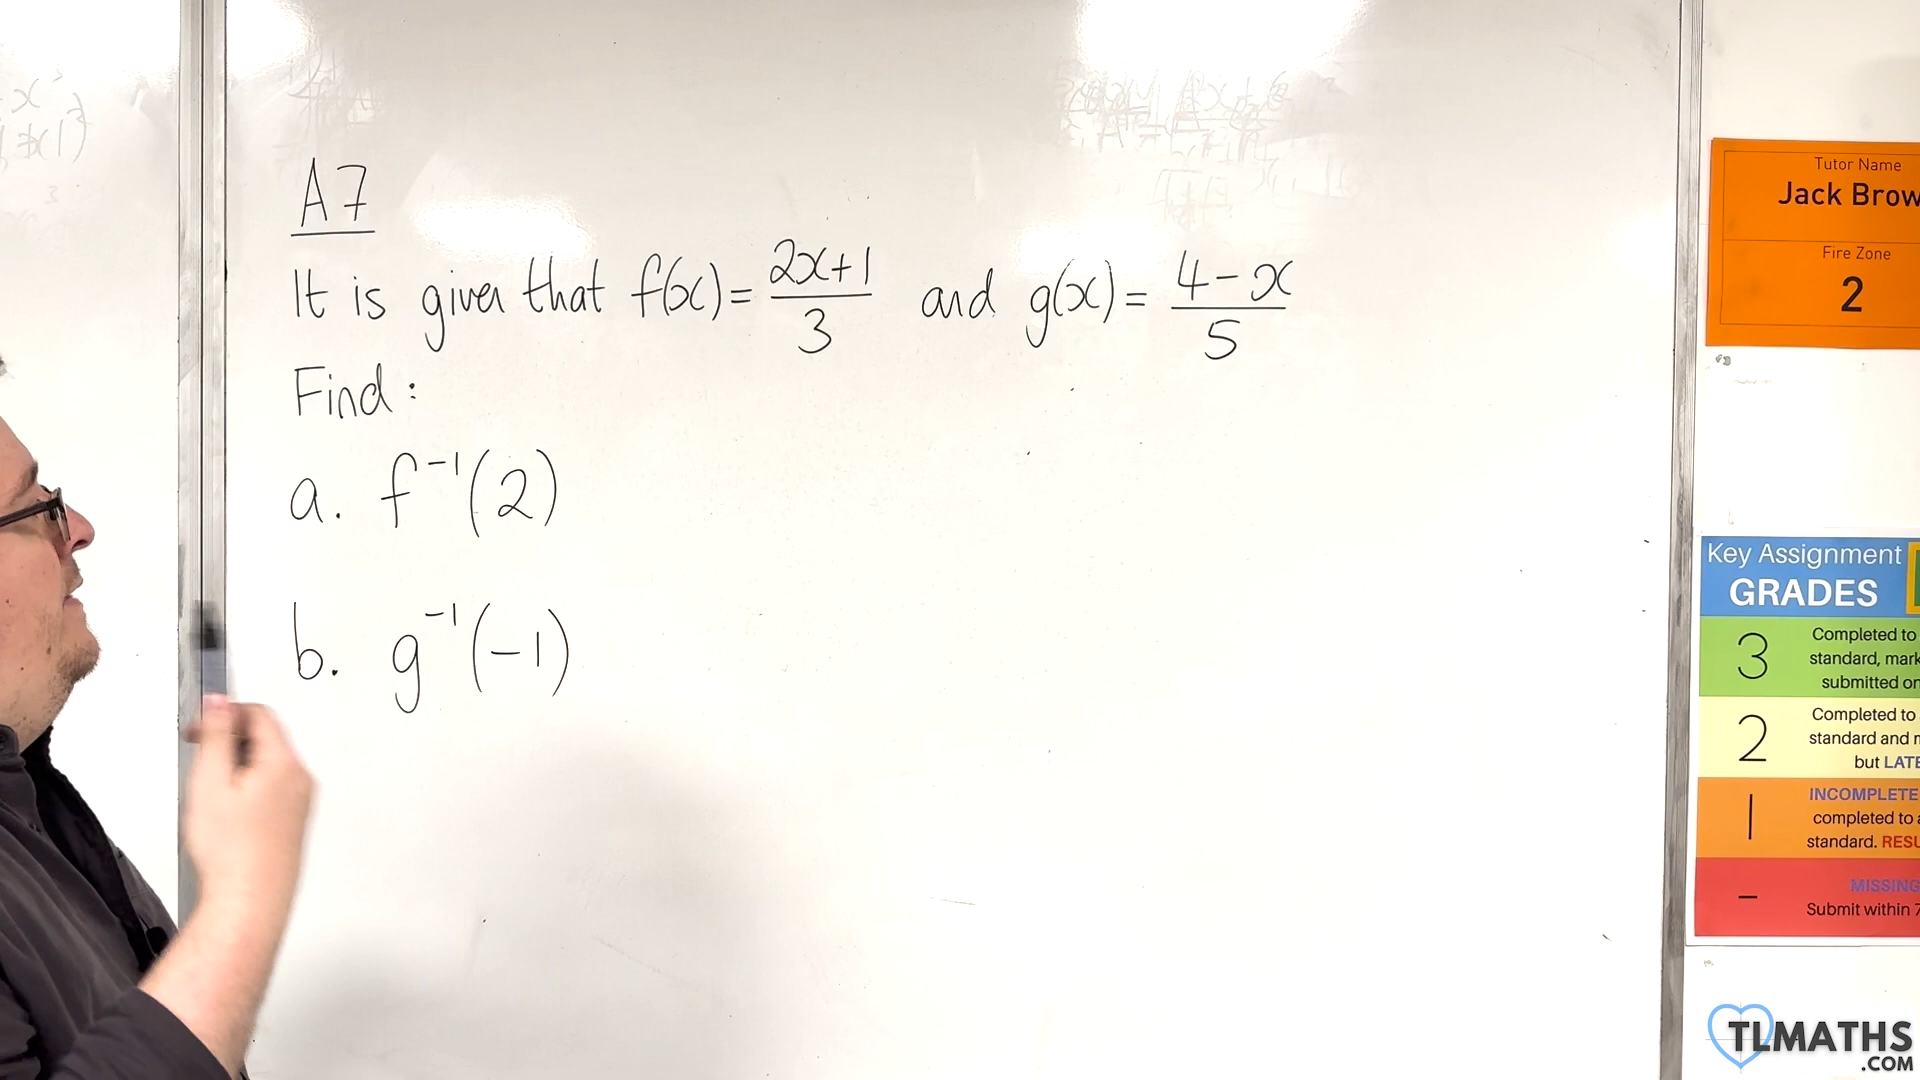 A7
It is given that f(x) = 2x+1/3 and g(x) = 4-x/5
Find:
a. f⁻¹(2)
b. g⁻¹(-1)
Tutor Name
Jack Brow
Fire Zone
2
Key Assignment
GRADES
3 Completed to
standard, mark
submitted on
2 Completed to
standard and m
but LATE
1 INCOMPLETE
completed to a
standard. RESU
- MISSING
Submit within 7
TLMATHS
.COM